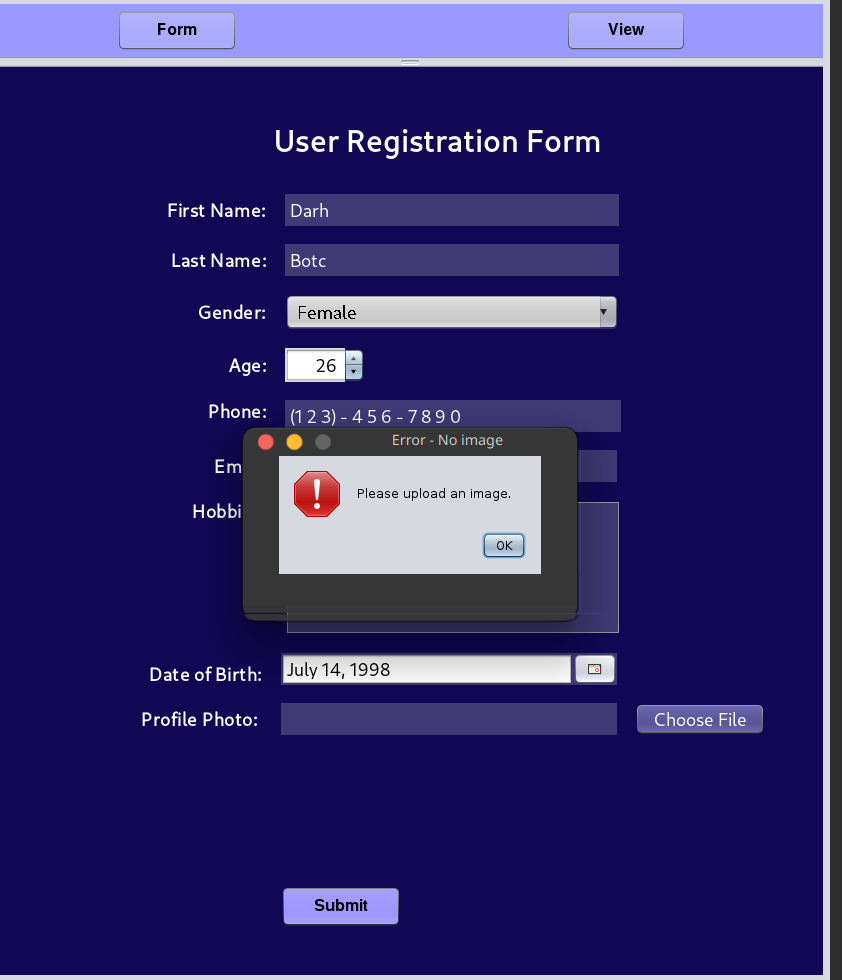 Form View
User Registration Form
First Name: Darh
Last Name: Botc
Gender: Female
Age: 26
Phone: (1 2 3) - 4 5 6 - 7 8 9 0
Error - No image
Em
Please upload an image.
Hobbi
OK
Date of Birth: July 14, 1998
Profile Photo: Choose File
Submit